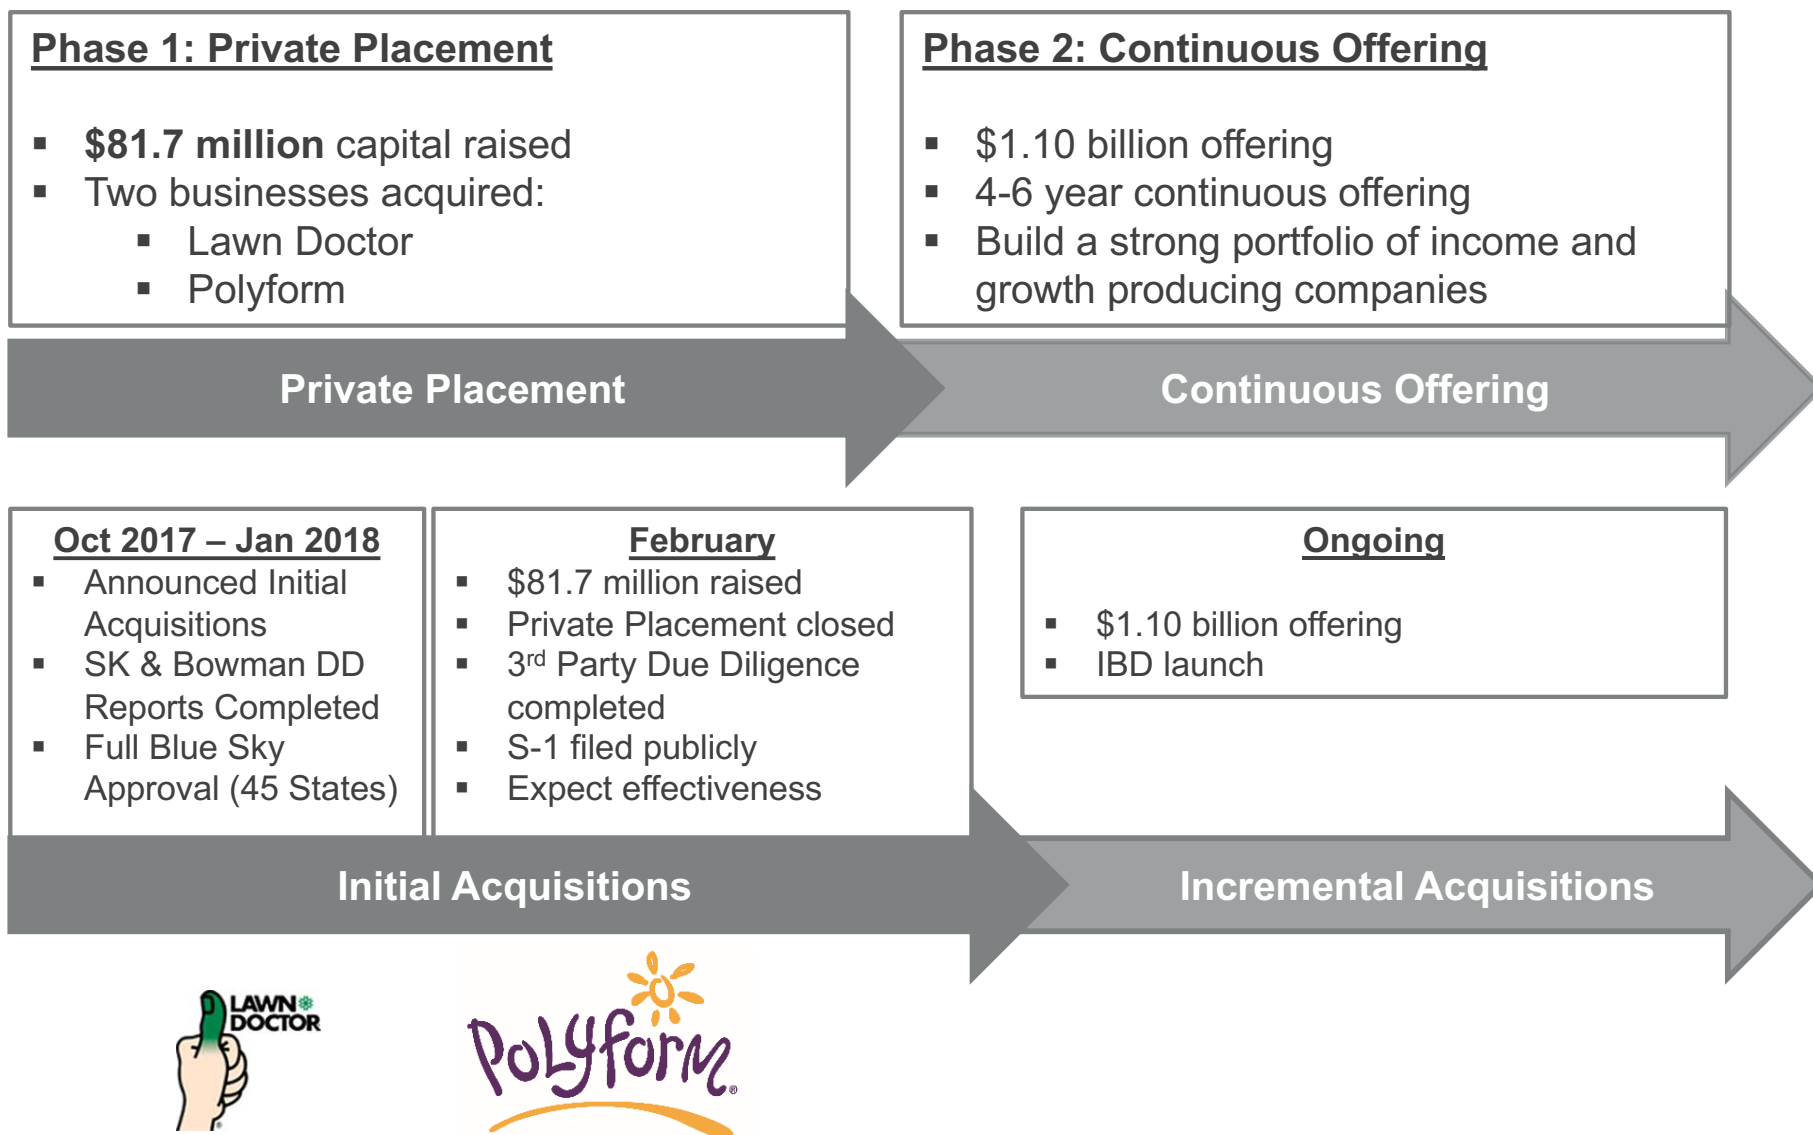 Phase 1: Private Placement
▪ $81.7 million capital raised
▪ Two businesses acquired:
▪ Lawn Doctor
▪ Polyform
Phase 2: Continuous Offering
▪ $1.10 billion offering
▪ 4-6 year continuous offering
▪ Build a strong portfolio of income and
growth producing companies
Private Placement
Continuous Offering
Oct 2017 – Jan 2018
▪ Announced Initial
Acquisitions
▪ SK & Bowman DD
Reports Completed
▪ Full Blue Sky
Approval (45 States)
February
▪ $81.7 million raised
▪ Private Placement closed
▪ 3rd Party Due Diligence
completed
▪ S-1 filed publicly
▪ Expect effectiveness
Ongoing
▪ $1.10 billion offering
▪ IBD launch
Initial Acquisitions
Incremental Acquisitions
LAWN
DOCTOR
®
Polyform®